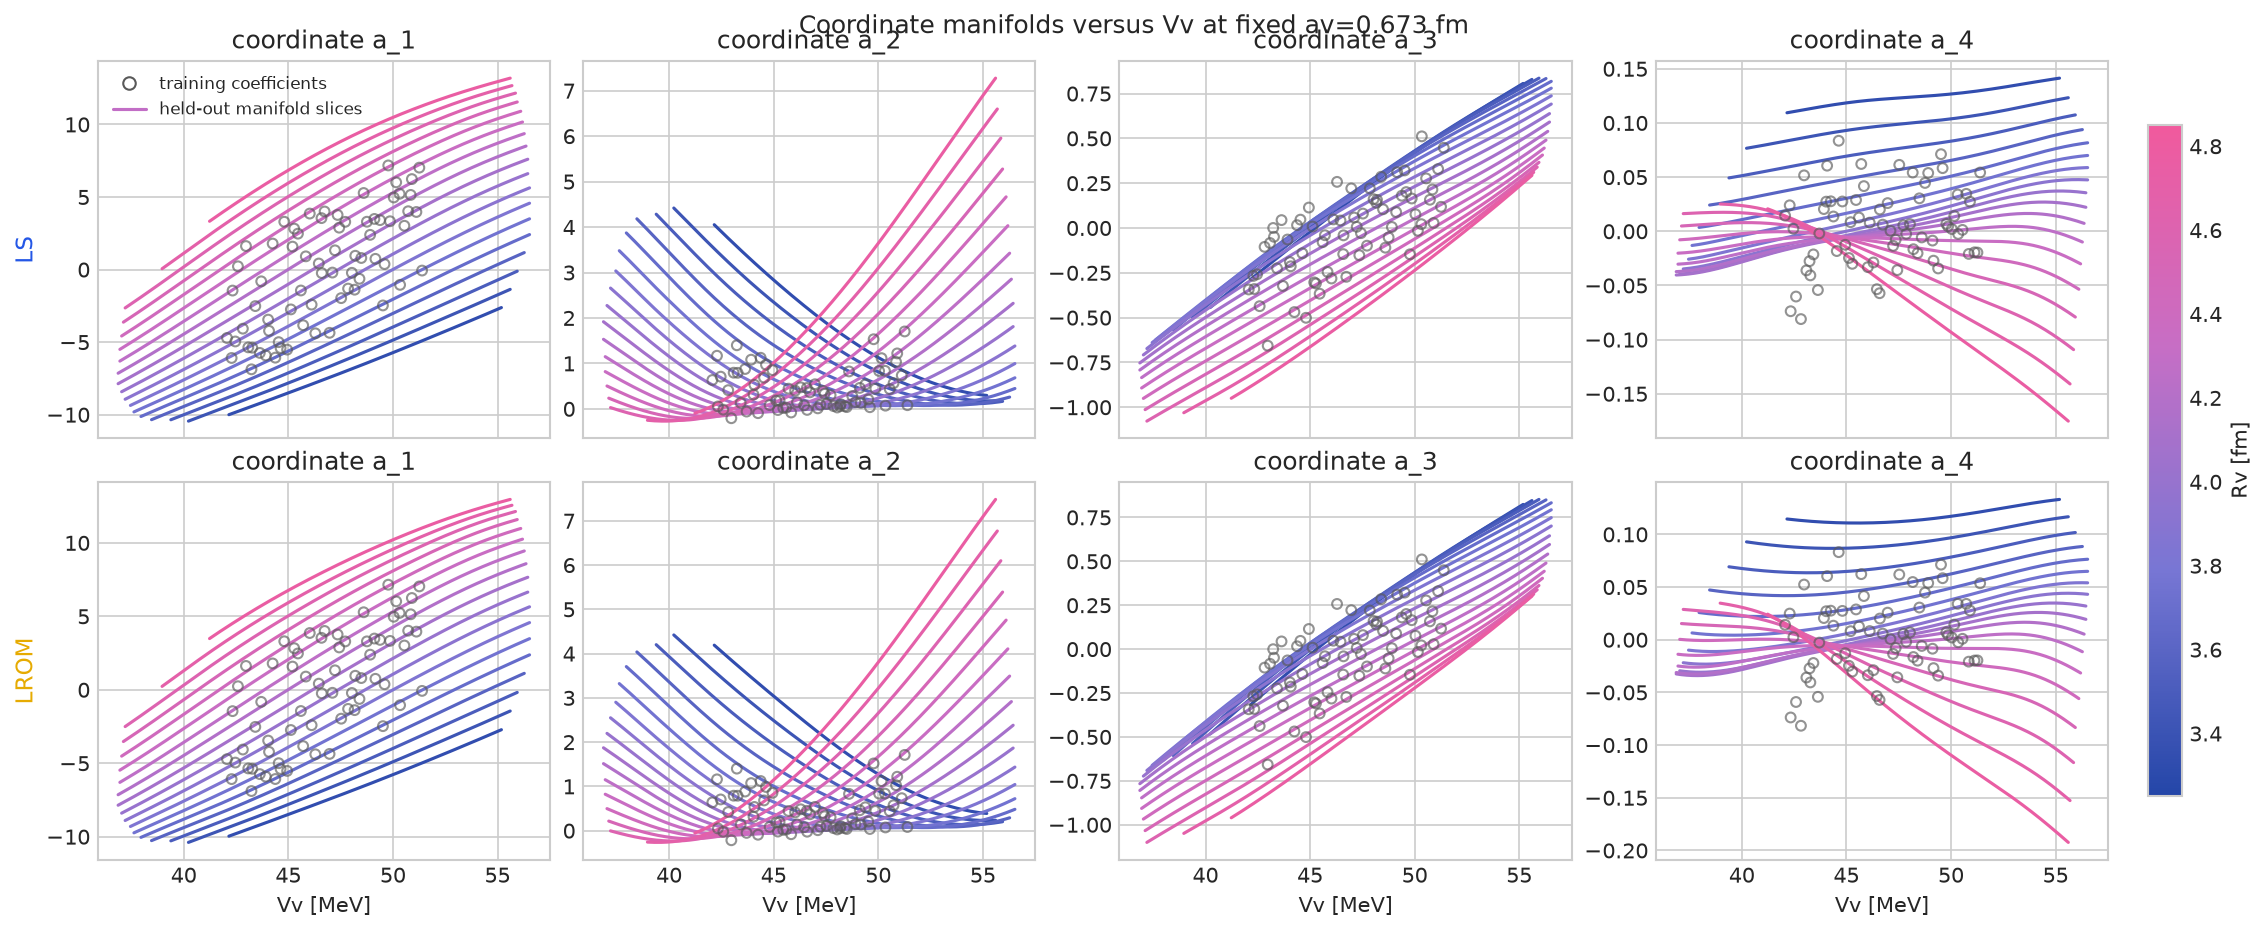 Coordinate manifolds versus Vv at fixed av=0.673 fm
coordinate a_1
coordinate a_2
coordinate a_3
coordinate a_4
training coefficients
held-out manifold slices
LS
10
5
0
−5
−10
7
6
5
4
3
2
1
0
0.75
0.50
0.25
0.00
−0.25
−0.50
−0.75
−1.00
0.15
0.10
0.05
0.00
−0.05
−0.10
−0.15
coordinate a_1
coordinate a_2
coordinate a_3
coordinate a_4
LROM
10
5
0
−5
−10
7
6
5
4
3
2
1
0
0.75
0.50
0.25
0.00
−0.25
−0.50
−0.75
−1.00
0.10
0.05
0.00
−0.05
−0.10
−0.15
−0.20
40 45 50 55
40 45 50 55
40 45 50 55
40 45 50 55
Vv [MeV]
Vv [MeV]
Vv [MeV]
Vv [MeV]
4.8
4.6
4.4
4.2
4.0
3.8
3.6
3.4
Rv [fm]